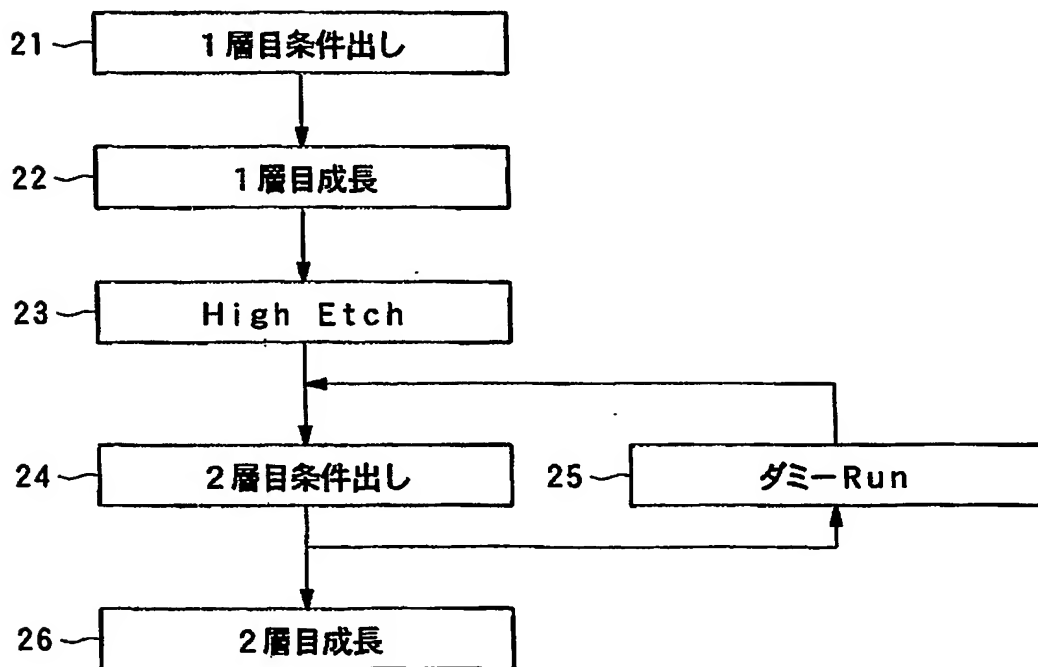 21 1層目条件出し
22 1層目成長
23 High Etch
24 2層目条件出し
25 ダミーRun
26 2層目成長